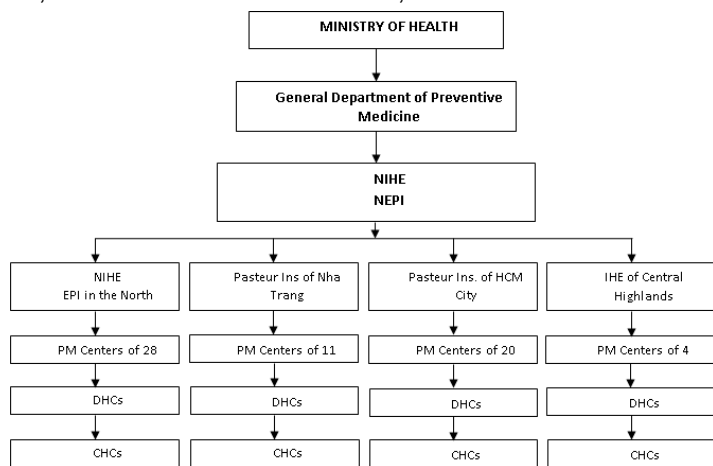 MINISTRY OF HEALTH
General Department of Preventive
Medicine
NIHE
NEPI
NIHE
EPI in the North
Pasteur Ins of Nha
Trang
Pasteur Ins. of HCM
City
IHE of Central
Highlands
PM Centers of 28
PM Centers of 11
PM Centers of 20
PM Centers of 4
DHCs
DHCs
DHCs
DHCs
CHCs
CHCs
CHCs
CHCs